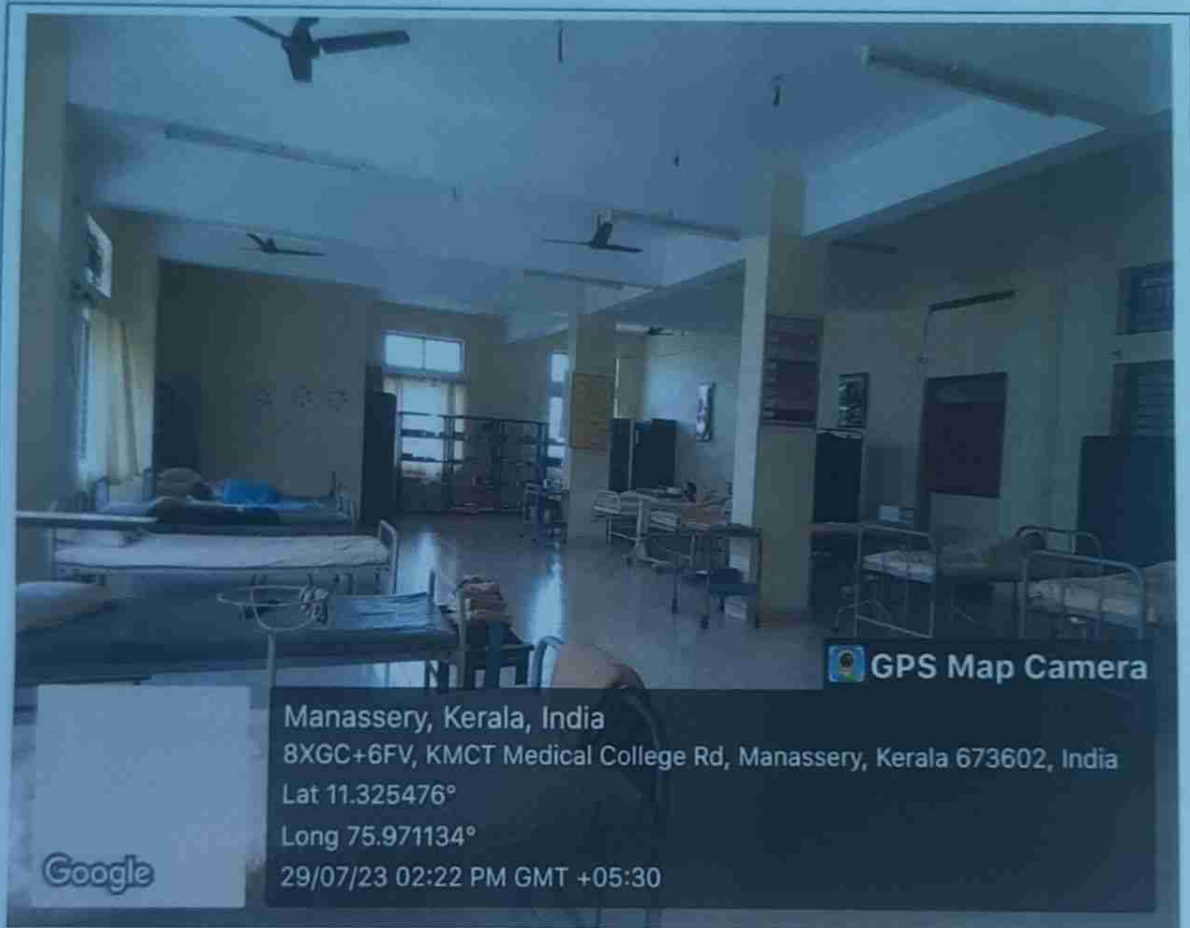 GPS Map Camera
Manassery, Kerala, India
8XGC+6FV, KMCT Medical College Rd, Manassery, Kerala 673602, India
Lat 11.325476°
Long 75.971134°
29/07/23 02:22 PM GMT +05:30
Google